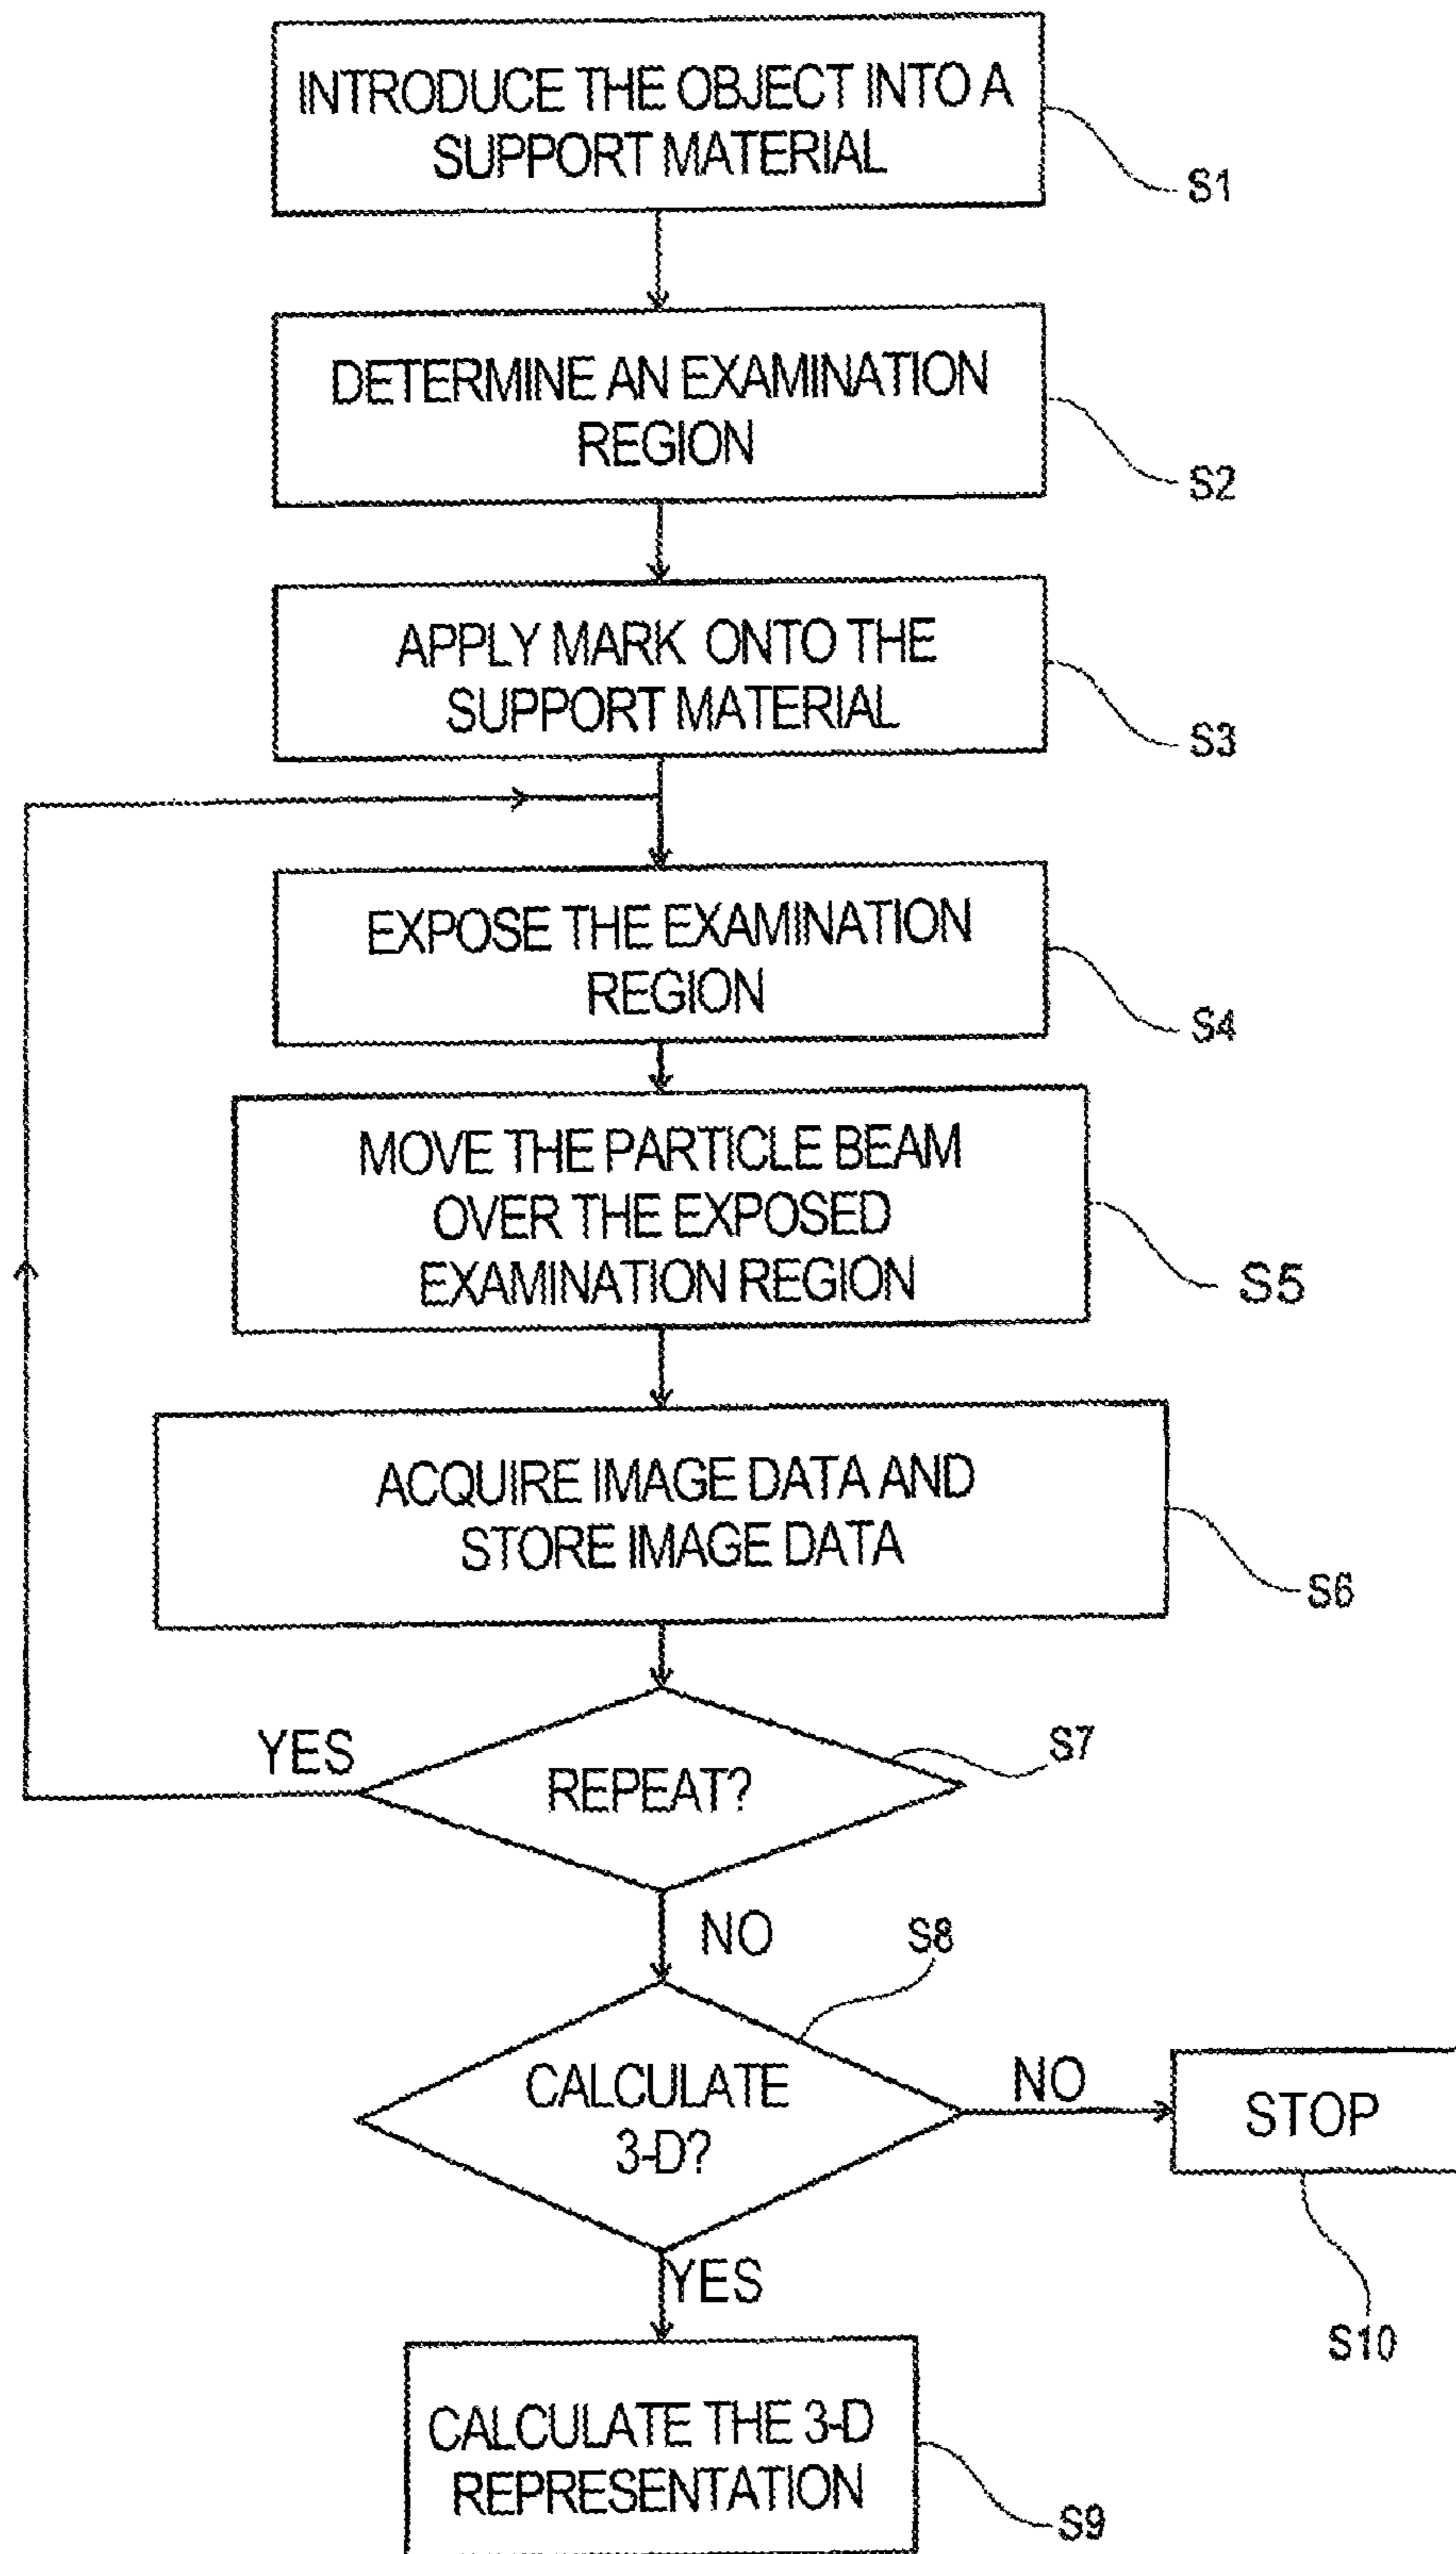 INTRODUCE THE OBJECT INTO A
SUPPORT MATERIAL
S1
DETERMINE AN EXAMINATION
REGION
S2
APPLY MARK ONTO THE
SUPPORT MATERIAL
S3
EXPOSE THE EXAMINATION
REGION
S4
MOVE THE PARTICLE BEAM
OVER THE EXPOSED
EXAMINATION REGION
S5
ACQUIRE IMAGE DATA AND
STORE IMAGE DATA
S6
YES
REPEAT?
S7
NO
S8
CALCULATE
3-D?
NO
STOP
S10
YES
CALCULATE THE 3-D
REPRESENTATION
S9